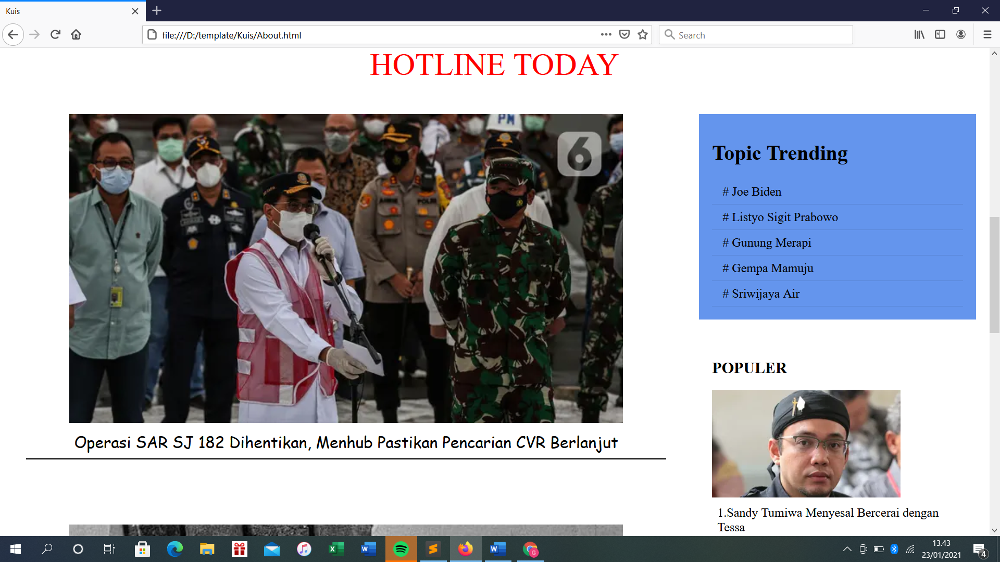 Kuis
file:///D:/template/Kuis/About.html
Search
HOTLINE TODAY
PM
6
Topic Trending
# Joe Biden
# Listyo Sigit Prabowo
# Gunung Merapi
# Gempa Mamuju
# Sriwijaya Air
Operasi SAR SJ 182 Dihentikan, Menhub Pastikan Pencarian CVR Berlanjut
POPULER
1.Sandy Tumiwa Menyesal Bercerai dengan
Tessa
13.43
23/01/2021
4